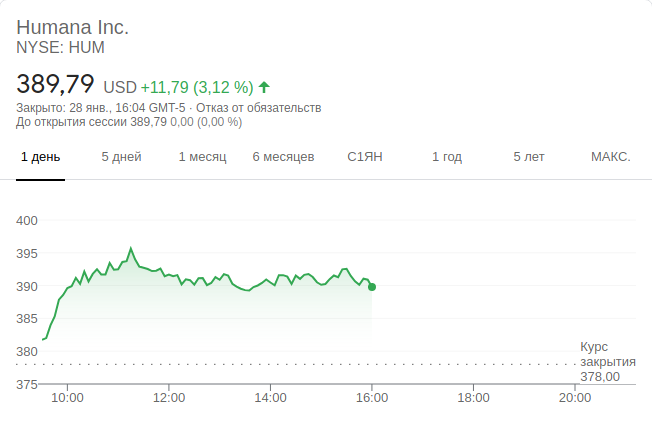 Humana Inc.
NYSE: HUM
389,79 USD +11,79 (3,12 %)
Закрыто: 28 янв., 16:04 GMT-5 · Отказ от обязательств
До открытия сессии 389,79 0,00 (0,00 %)
1 день 5 дней 1 месяц 6 месяцев С1ЯН 1 год 5 лет МАКС.
400
395
390
385
380
375
Курс
закрытия
378,00
10:00 12:00 14:00 16:00 18:00 20:00